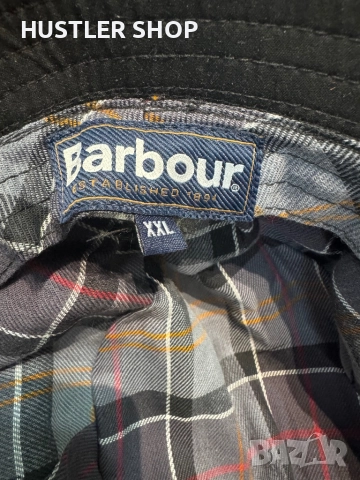 HUSTLER SHOP
Barbour®
ESTABLISHED 1894
XXL
BAZAR